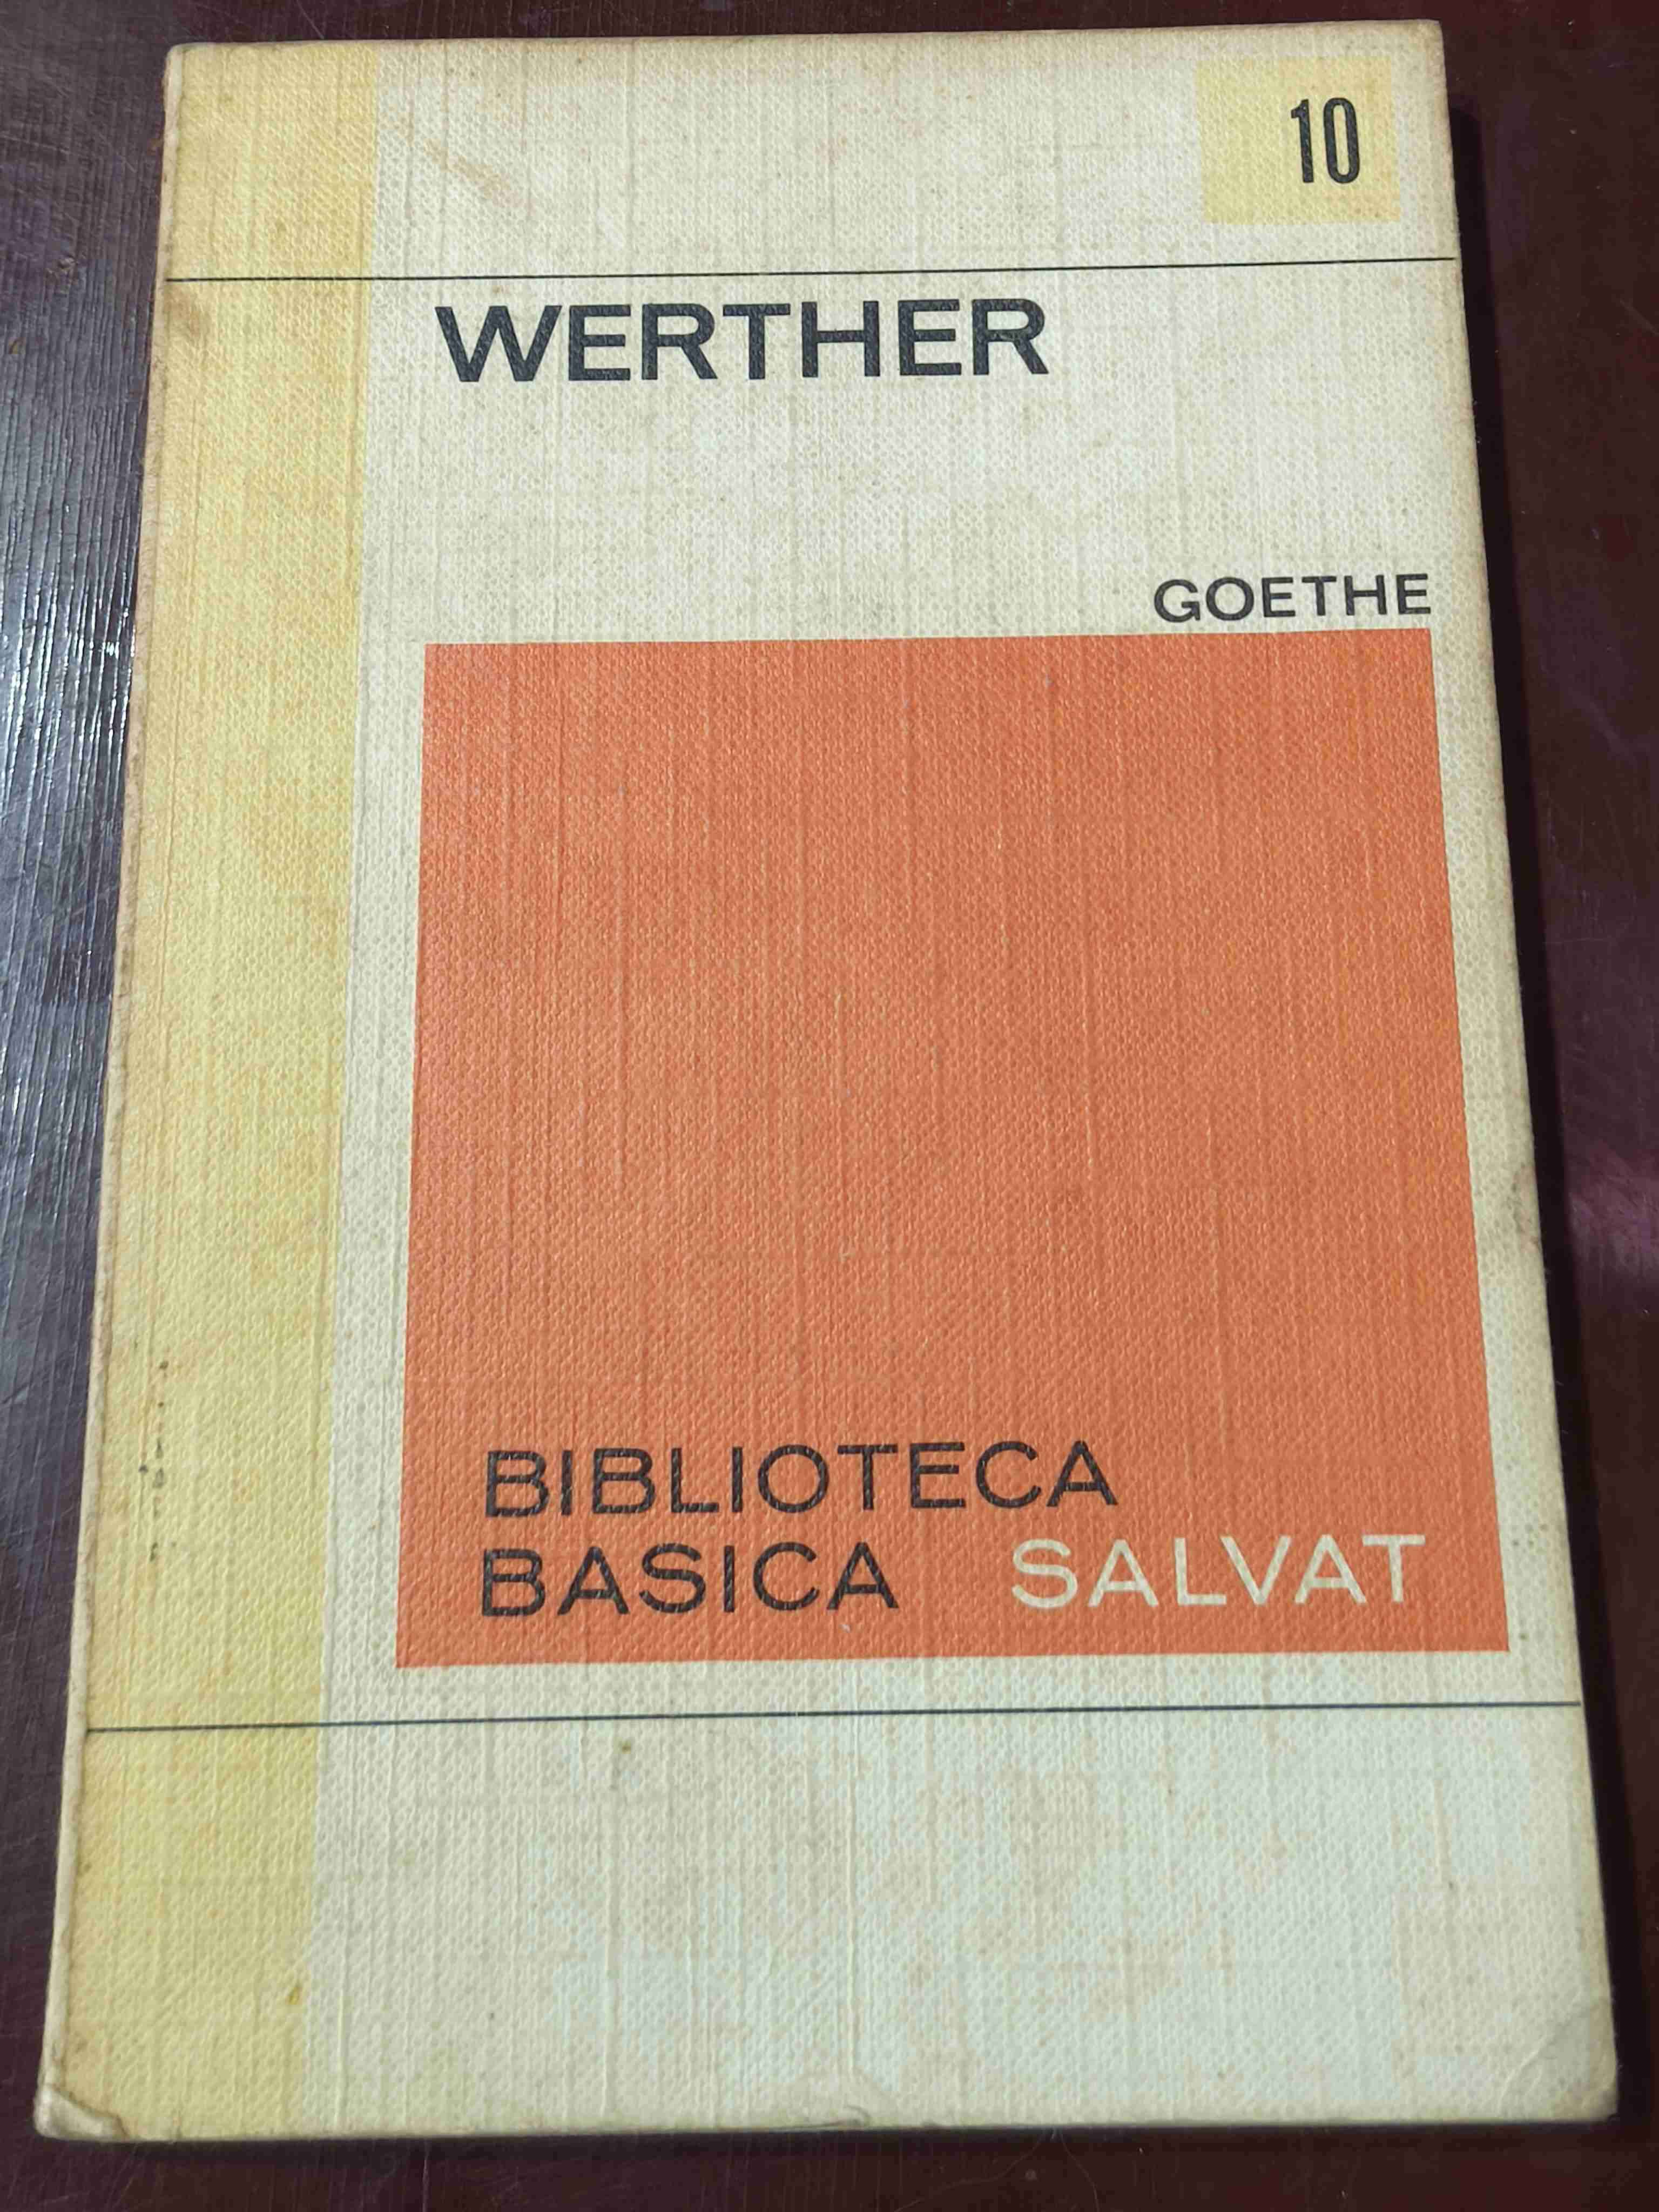 10
WERTHER
GOETHE
BIBLIOTECA
BASICA SALVAT